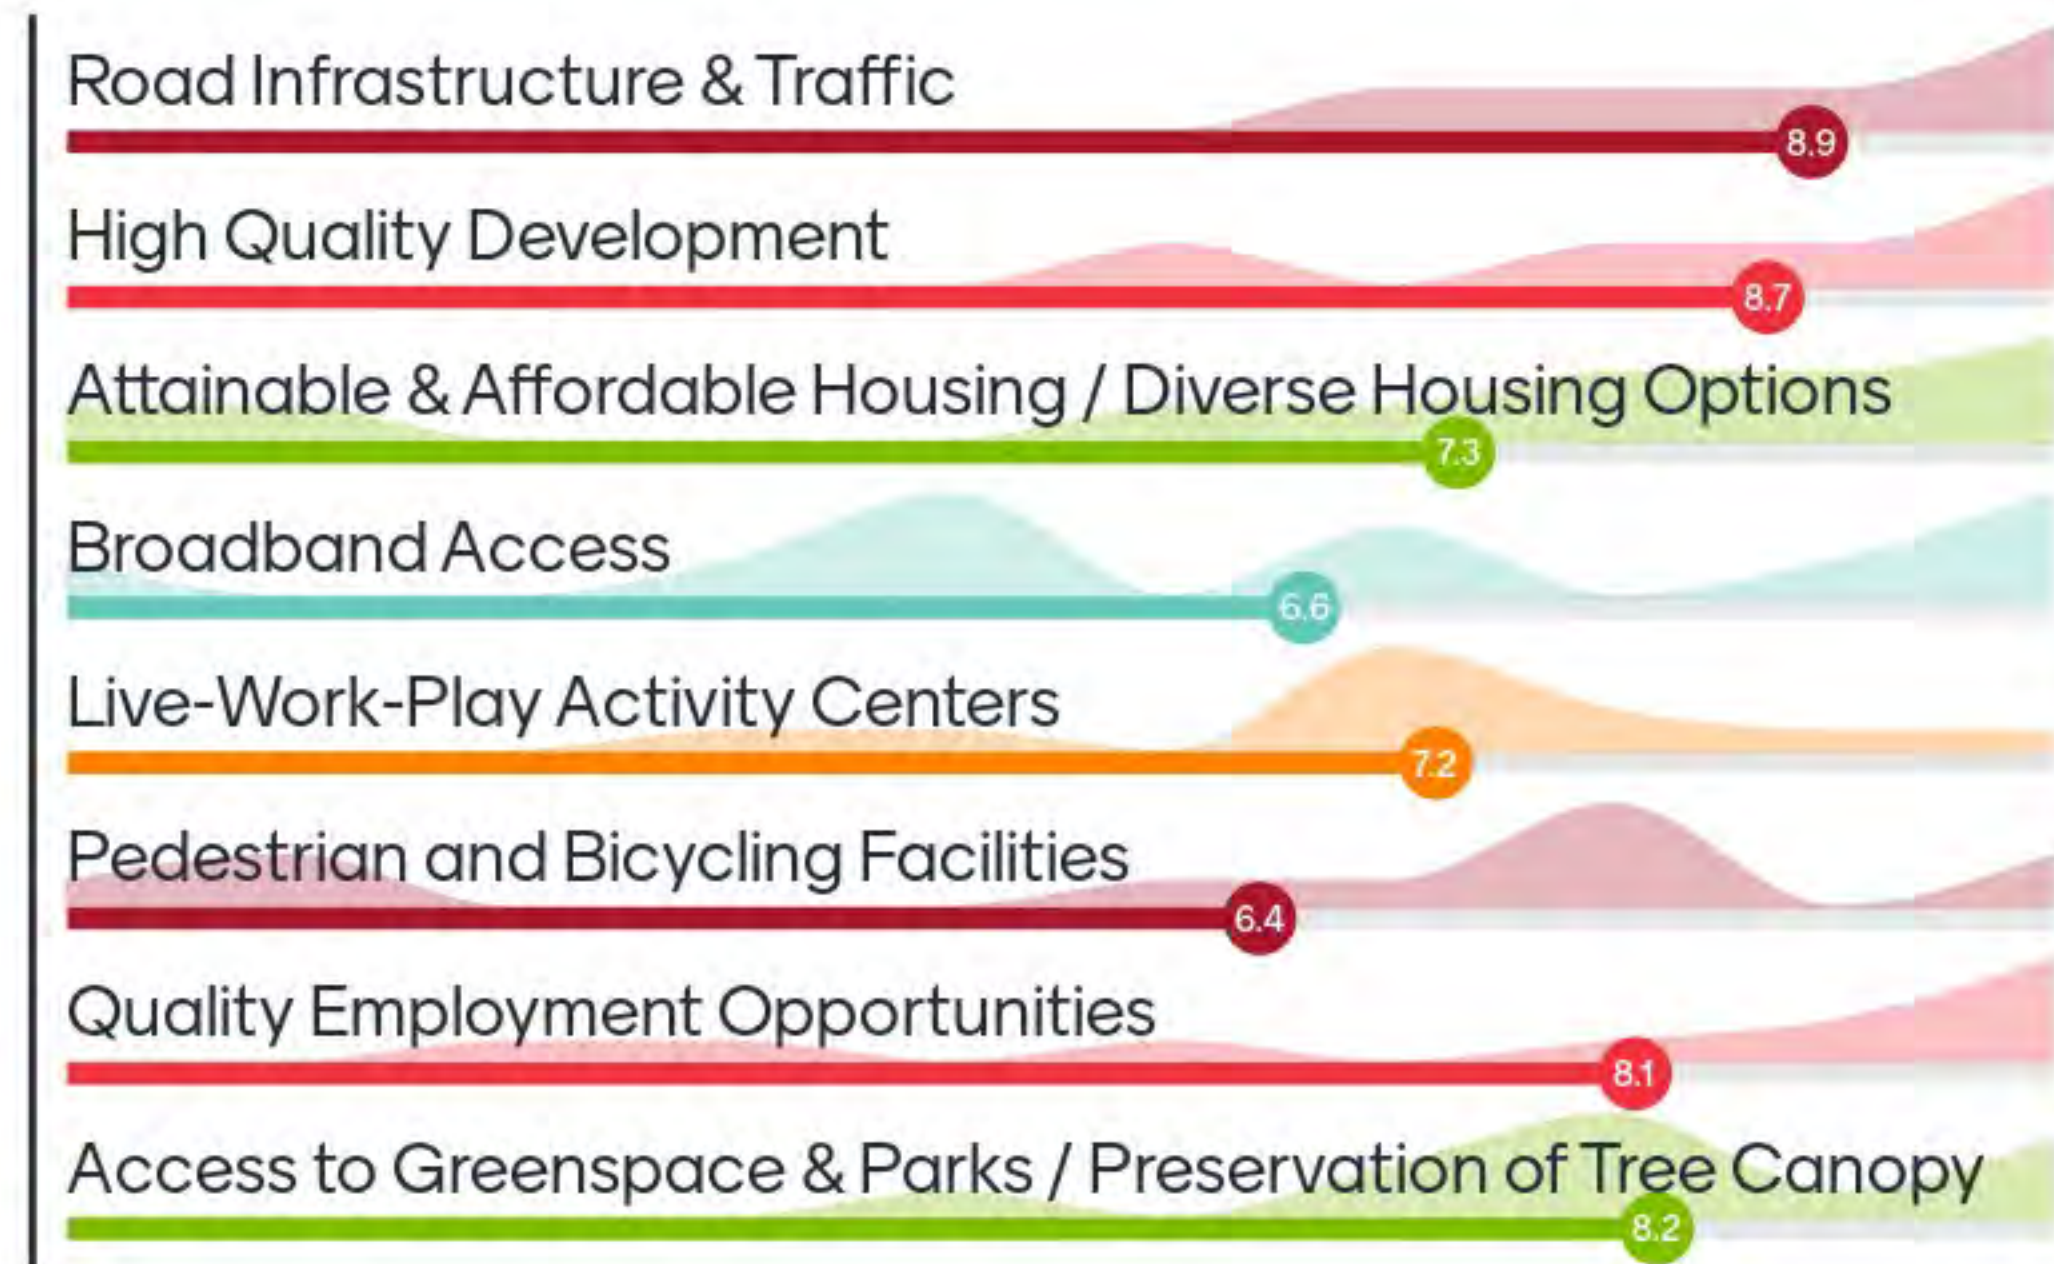 Road Infrastructure & Traffic
8.9
High Quality Development
8.7
Attainable & Affordable Housing / Diverse Housing Options
7.3
Broadband Access
6.6
Live-Work-Play Activity Centers
7.2
Pedestrian and Bicycling Facilities
6.4
Quality Employment Opportunities
8.1
Access to Greenspace & Parks / Preservation of Tree Canopy
8.2